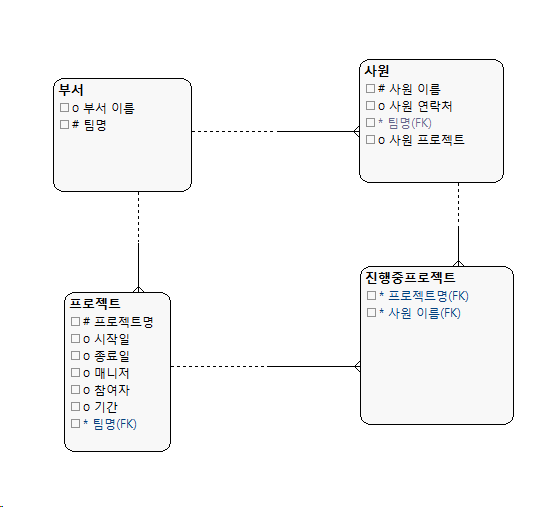 부서
o 부서 이름
# 팀명
사원
# 사원 이름
o 사원 연락처
* 팀명(FK)
o 사원 프로젝트
프로젝트
# 프로젝트명
o 시작일
o 종료일
o 매니저
o 참여자
o 기간
* 팀명(FK)
진행중프로젝트
* 프로젝트명(FK)
* 사원 이름(FK)